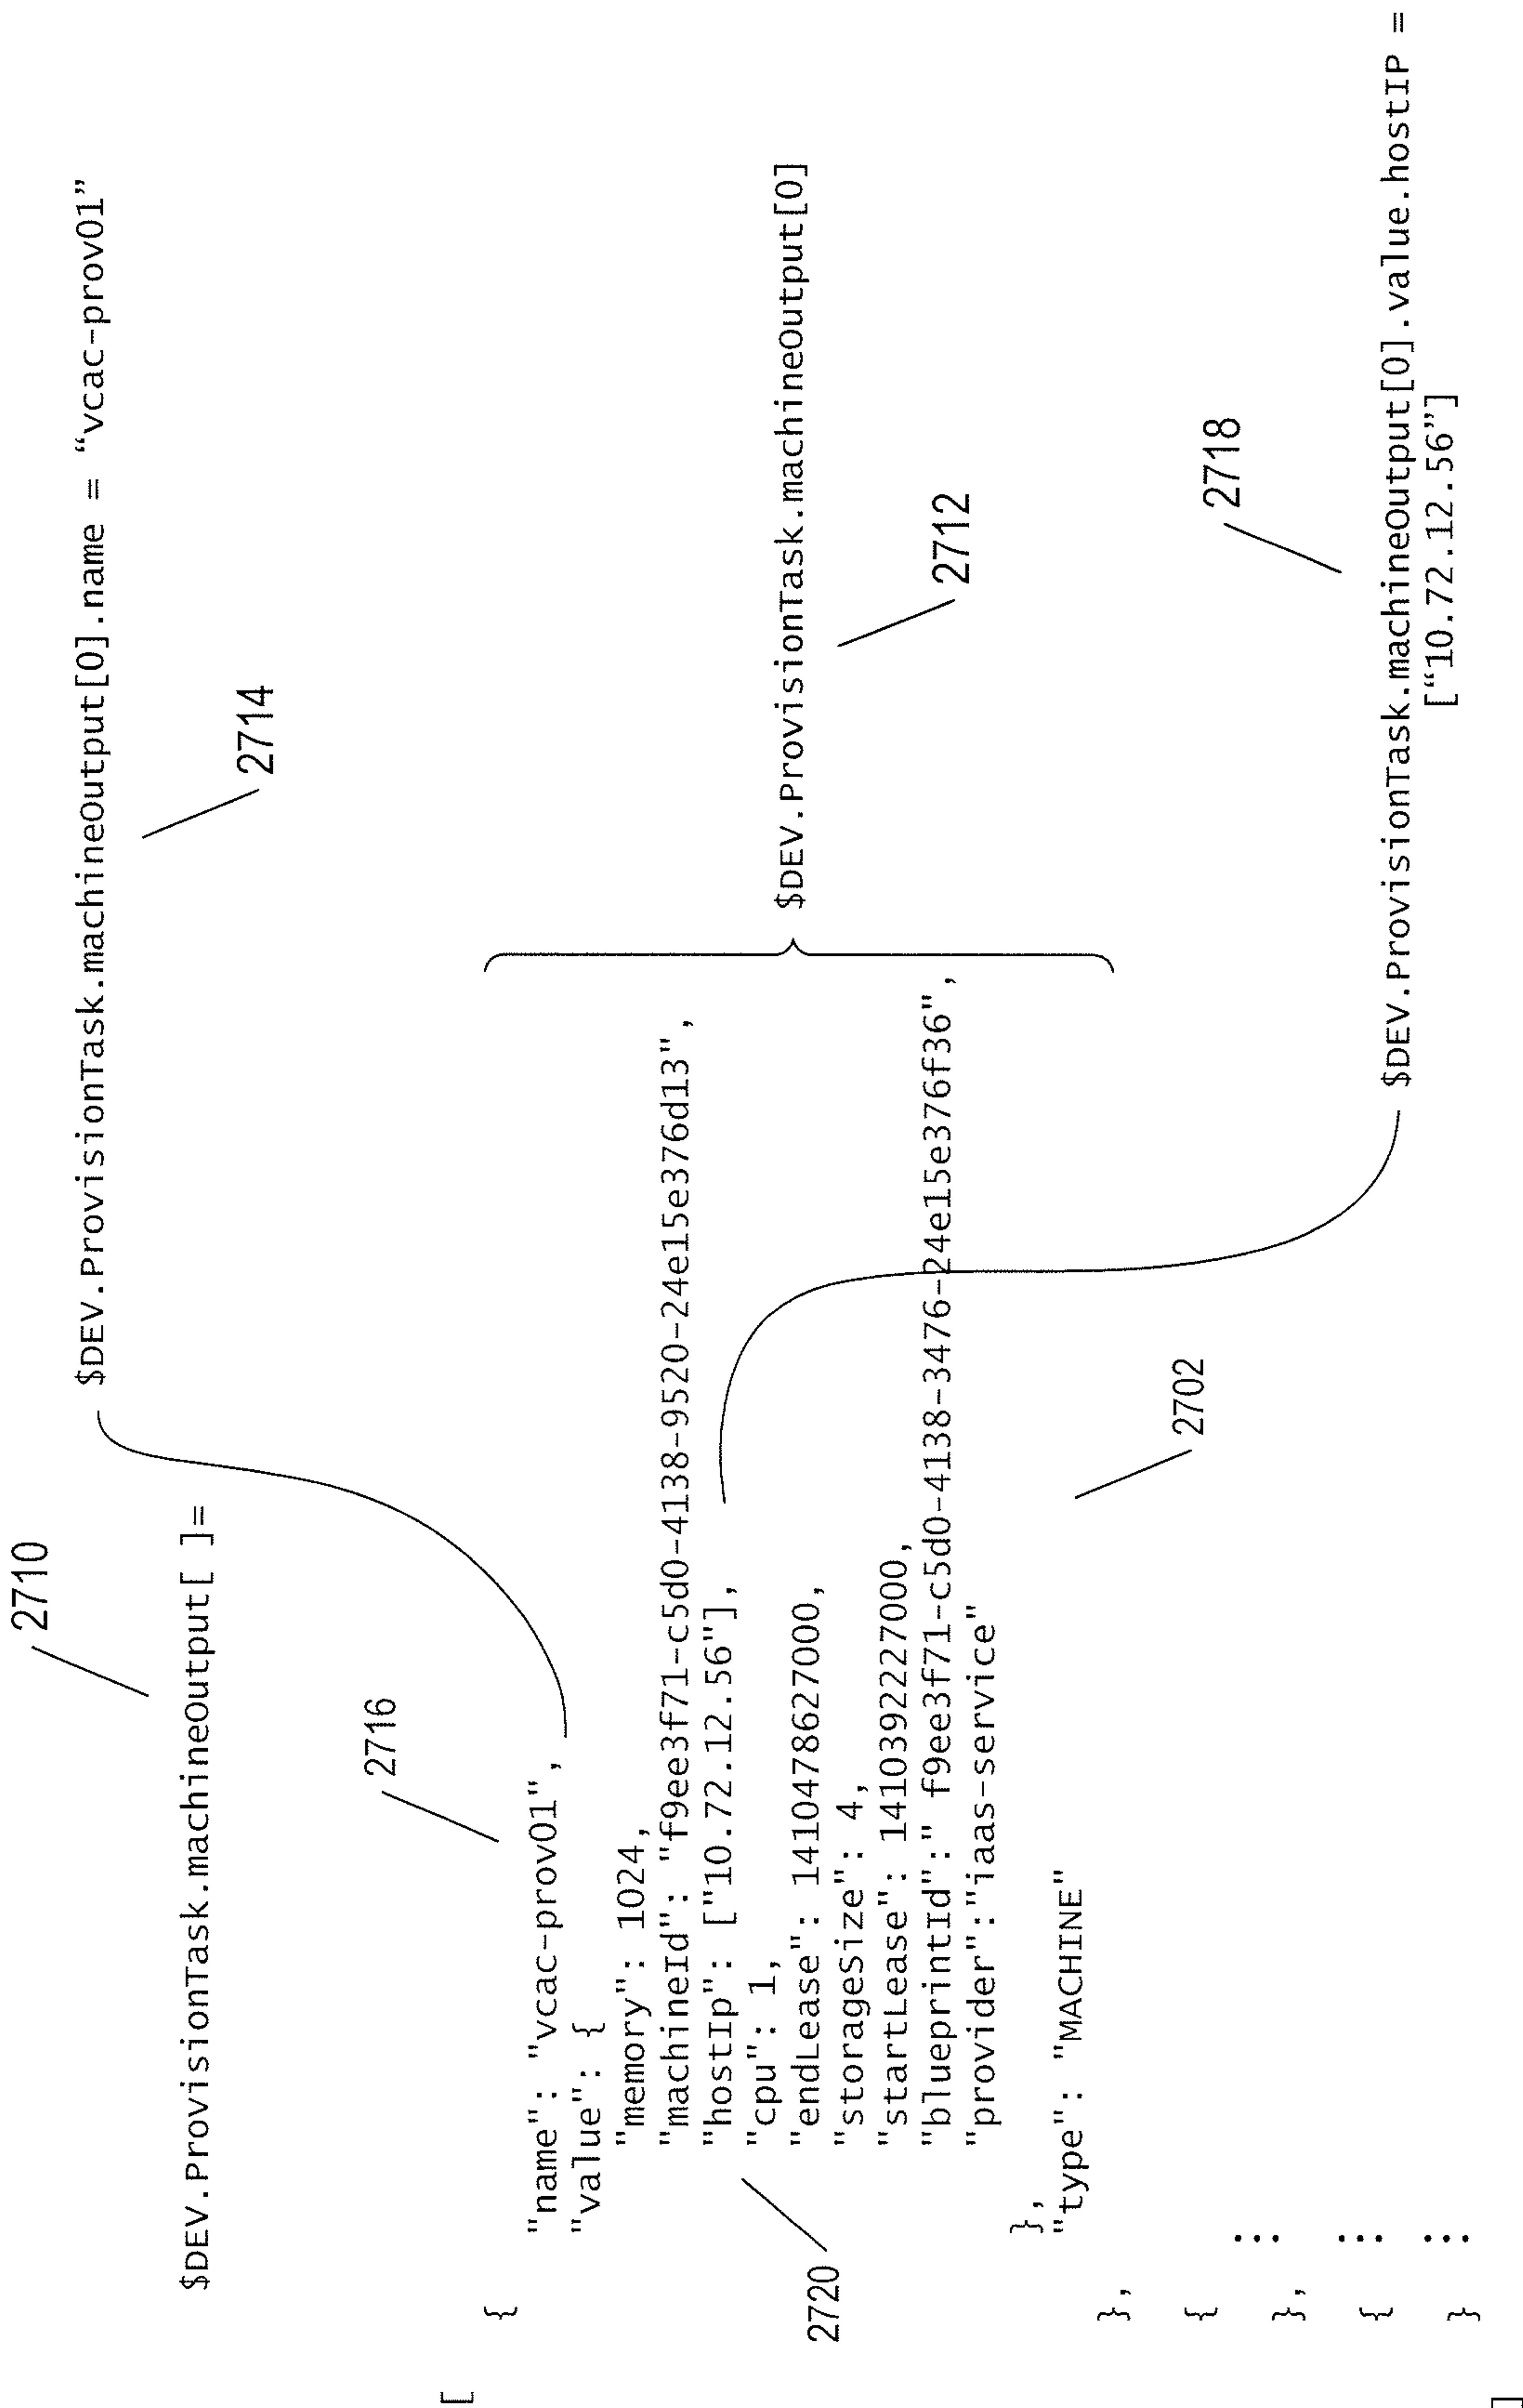 2710
$DEV.ProvisionTask.machineOutput[ ]=
$DEV.ProvisionTask.machineOutput[0].name = “vcac-prov01”
2714
2716
[
{
"name": "vcac-prov01",
"value": {
"memory": 1024,
"machineId": "f9ee3f71-c5d0-4138-9520-24e15e376d13",
"hostIp": ["10.72.12.56"],
"cpu": 1,
"endLease": 1410478627000,
"storageSize": 4,
"startLease": 1410392227000,
"blueprintId":" f9ee3f71-c5d0-4138-3476-24e15e376f36",
"provider":"iaas-service"
},
"type": "MACHINE"
},
{
⋮
},
{
⋮
}
⋮
]
2720
2702
$DEV.ProvisionTask.machineOutput[0]
2712
2718
$DEV.ProvisionTask.machineOutput[0].value.hostIP =
[“10.72.12.56”]